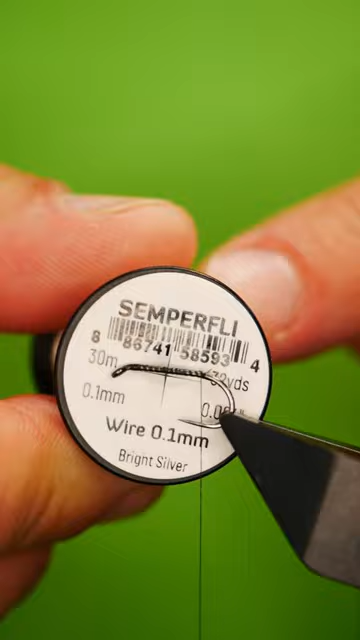 SEMPERFLI
8 86741 58593 4
30m
0.1mm
Wire 0.1mm
Bright Silver